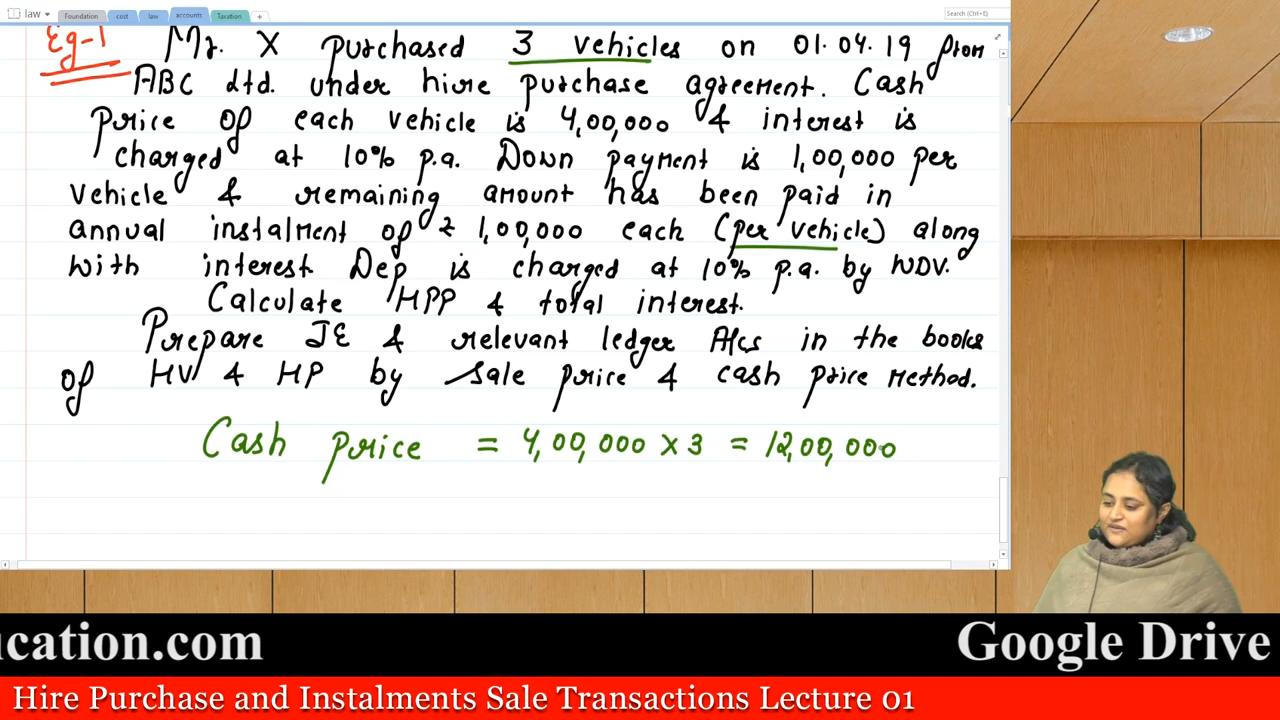 law
Foundation cost law accounts Taxation +
Search (Ctrl+E)
Eg-1 Mr. X purchased 3 vehicles on 01.04.19 from
ABC Ltd. under hire purchase agreement. Cash
Price of each vehicle is 4,00,000 & interest is
charged at 10% p.a. Down payment is 1,00,000 per
vehicle & remaining amount has been paid in
annual instalment of ₹ 1,00,000 each (per vehicle) along
with interest. Dep is charged at 10% p.a. by WDV.
Calculate HPP & total interest.
Prepare JE & relevant ledger A/cs in the books
of HV & HP by sale price & cash price method.
Cash price = 4,00,000 x 3 = 12,00,000
ucation.com Google Drive
Hire Purchase and Instalments Sale Transactions Lecture 01